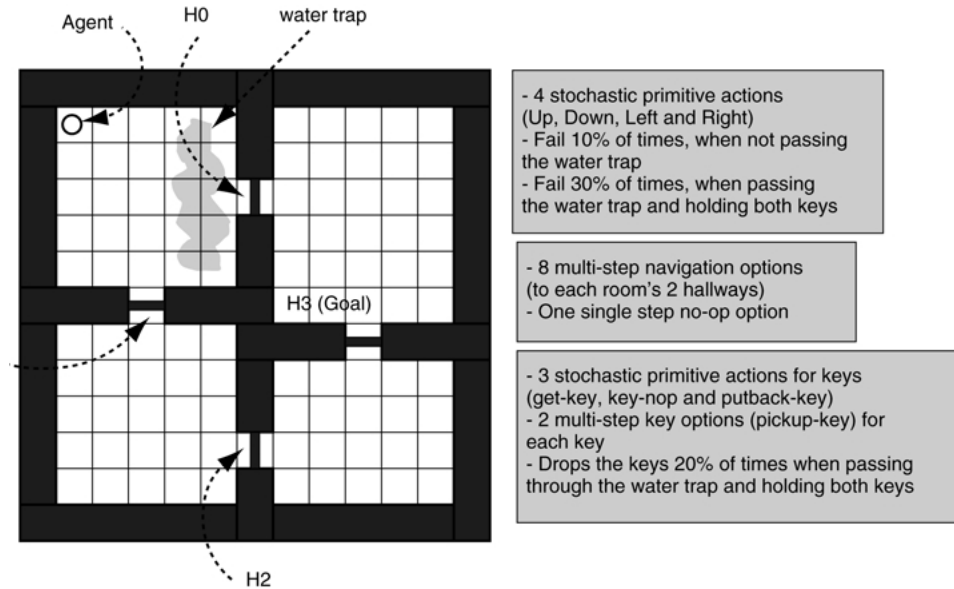 Agent
H0
water trap
H3 (Goal)
H2
- 4 stochastic primitive actions
(Up, Down, Left and Right)
- Fail 10% of times, when not passing
the water trap
- Fail 30% of times, when passing
the water trap and holding both keys
- 8 multi-step navigation options
(to each room's 2 hallways)
- One single step no-op option
- 3 stochastic primitive actions for keys
(get-key, key-nop and putback-key)
- 2 multi-step key options (pickup-key) for
each key
- Drops the keys 20% of times when passing
through the water trap and holding both keys